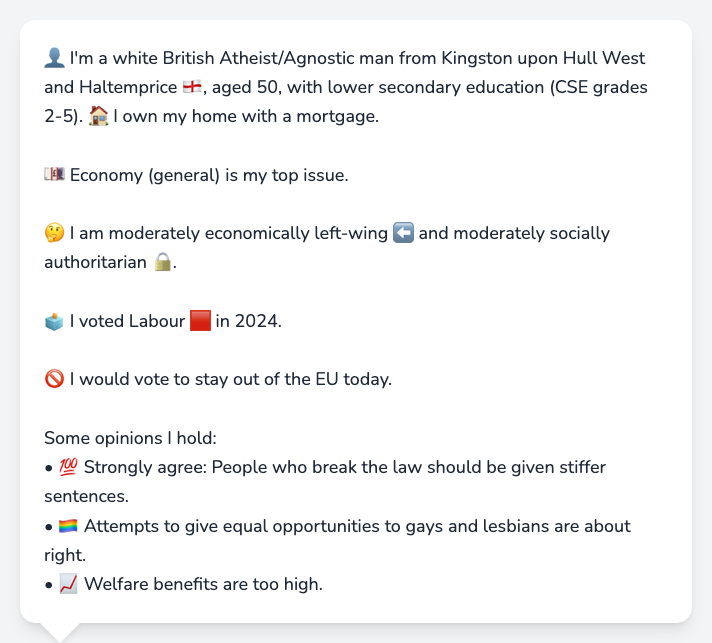 👤 I'm a white British Atheist/Agnostic man from Kingston upon Hull West
and Haltemprice 🏴󠁧󠁢󠁥󠁮󠁧󠁿, aged 50, with lower secondary education (CSE grades
2-5). 🏠 I own my home with a mortgage.
💷 Economy (general) is my top issue.
🤔 I am moderately economically left-wing ⬅️ and moderately socially
authoritarian 🔒.
🗳️ I voted Labour 🟥 in 2024.
🚫 I would vote to stay out of the EU today.
Some opinions I hold:
• 💯 Strongly agree: People who break the law should be given stiffer
sentences.
• 🏳️‍🌈 Attempts to give equal opportunities to gays and lesbians are about
right.
• 📈 Welfare benefits are too high.